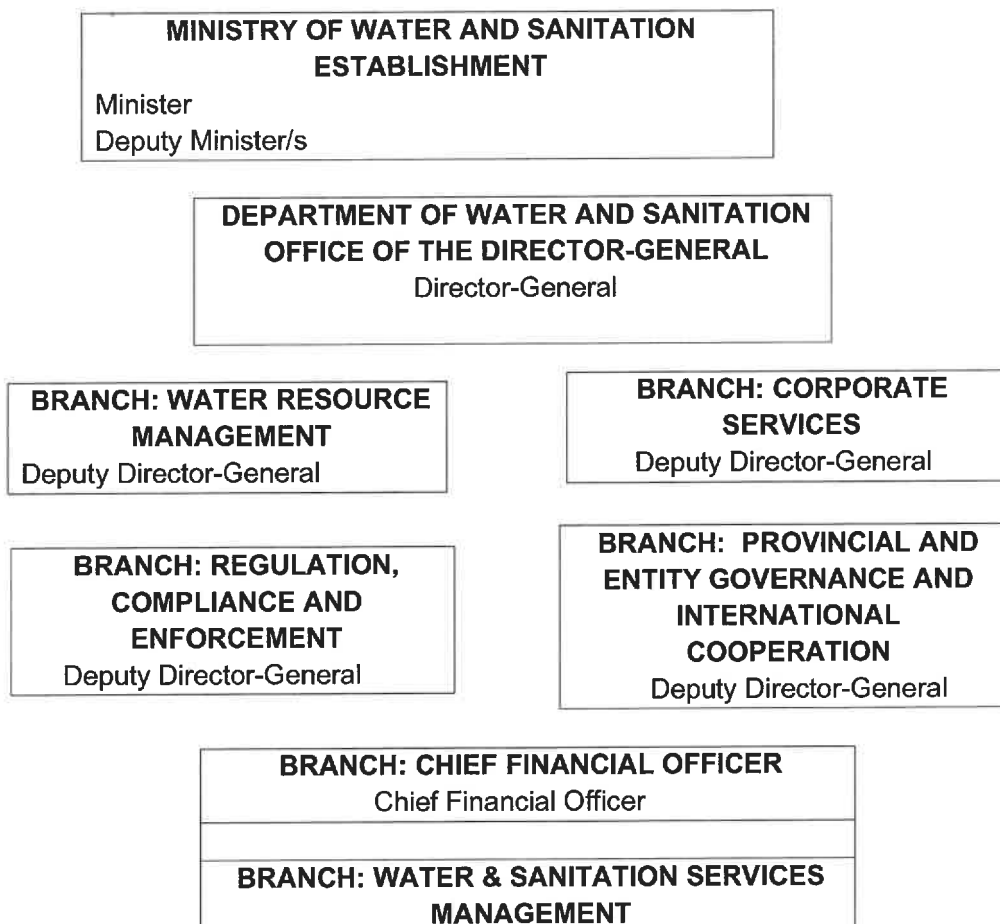 MINISTRY OF WATER AND SANITATION
ESTABLISHMENT
Minister
Deputy Minister/s
DEPARTMENT OF WATER AND SANITATION
OFFICE OF THE DIRECTOR-GENERAL
Director-General
BRANCH: WATER RESOURCE
MANAGEMENT
Deputy Director-General
BRANCH: CORPORATE
SERVICES
Deputy Director-General
BRANCH: REGULATION,
COMPLIANCE AND
ENFORCEMENT
Deputy Director-General
BRANCH: PROVINCIAL AND
ENTITY GOVERNANCE AND
INTERNATIONAL
COOPERATION
Deputy Director-General
BRANCH: CHIEF FINANCIAL OFFICER
Chief Financial Officer
BRANCH: WATER & SANITATION SERVICES
MANAGEMENT